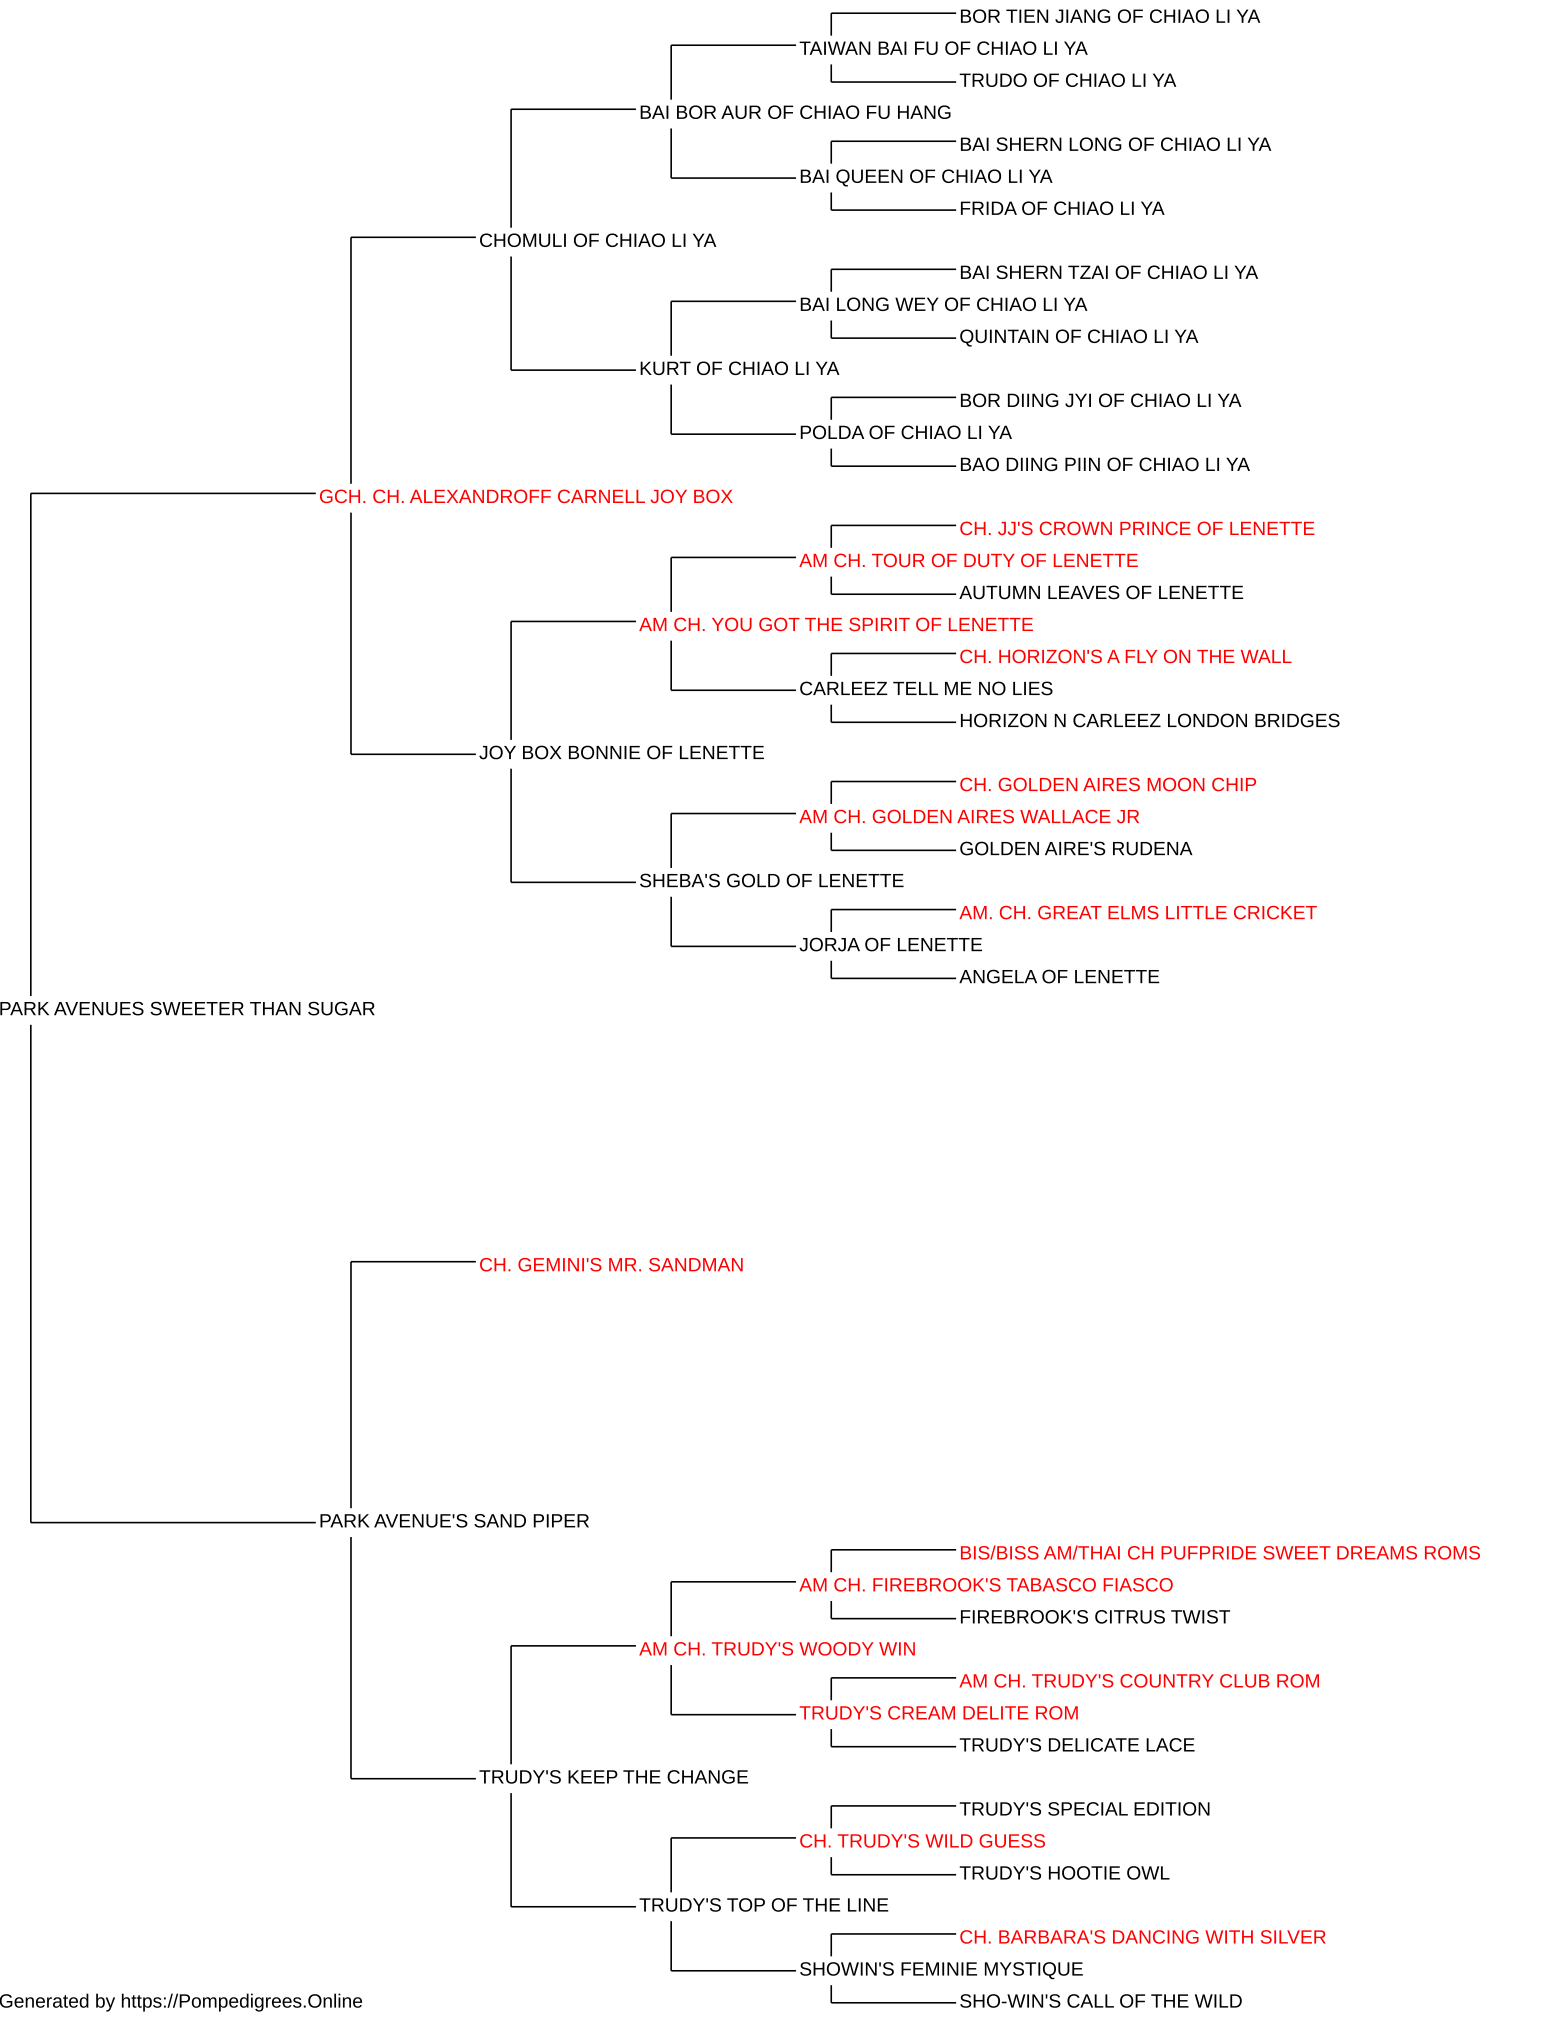 BOR TIEN JIANG OF CHIAO LI YA
TAIWAN BAI FU OF CHIAO LI YA
TRUDO OF CHIAO LI YA
BAI BOR AUR OF CHIAO FU HANG
BAI SHERN LONG OF CHIAO LI YA
BAI QUEEN OF CHIAO LI YA
FRIDA OF CHIAO LI YA
CHOMULI OF CHIAO LI YA
BAI SHERN TZAI OF CHIAO LI YA
BAI LONG WEY OF CHIAO LI YA
QUINTAIN OF CHIAO LI YA
KURT OF CHIAO LI YA
BOR DIING JYI OF CHIAO LI YA
POLDA OF CHIAO LI YA
BAO DIING PIIN OF CHIAO LI YA
GCH. CH. ALEXANDROFF CARNELL JOY BOX
CH. JJ'S CROWN PRINCE OF LENETTE
AM CH. TOUR OF DUTY OF LENETTE
AUTUMN LEAVES OF LENETTE
AM CH. YOU GOT THE SPIRIT OF LENETTE
CH. HORIZON'S A FLY ON THE WALL
CARLEEZ TELL ME NO LIES
HORIZON N CARLEEZ LONDON BRIDGES
JOY BOX BONNIE OF LENETTE
CH. GOLDEN AIRES MOON CHIP
AM CH. GOLDEN AIRES WALLACE JR
GOLDEN AIRE'S RUDENA
SHEBA'S GOLD OF LENETTE
AM. CH. GREAT ELMS LITTLE CRICKET
JORJA OF LENETTE
ANGELA OF LENETTE
PARK AVENUES SWEETER THAN SUGAR
CH. GEMINI'S MR. SANDMAN
PARK AVENUE'S SAND PIPER
BIS/BISS AM/THAI CH PUFPRIDE SWEET DREAMS ROMS
AM CH. FIREBROOK'S TABASCO FIASCO
FIREBROOK'S CITRUS TWIST
AM CH. TRUDY'S WOODY WIN
AM CH. TRUDY'S COUNTRY CLUB ROM
TRUDY'S CREAM DELITE ROM
TRUDY'S DELICATE LACE
TRUDY'S KEEP THE CHANGE
TRUDY'S SPECIAL EDITION
CH. TRUDY'S WILD GUESS
TRUDY'S HOOTIE OWL
TRUDY'S TOP OF THE LINE
CH. BARBARA'S DANCING WITH SILVER
SHOWIN'S FEMINIE MYSTIQUE
SHO-WIN'S CALL OF THE WILD
Generated by https://Pompedigrees.Online